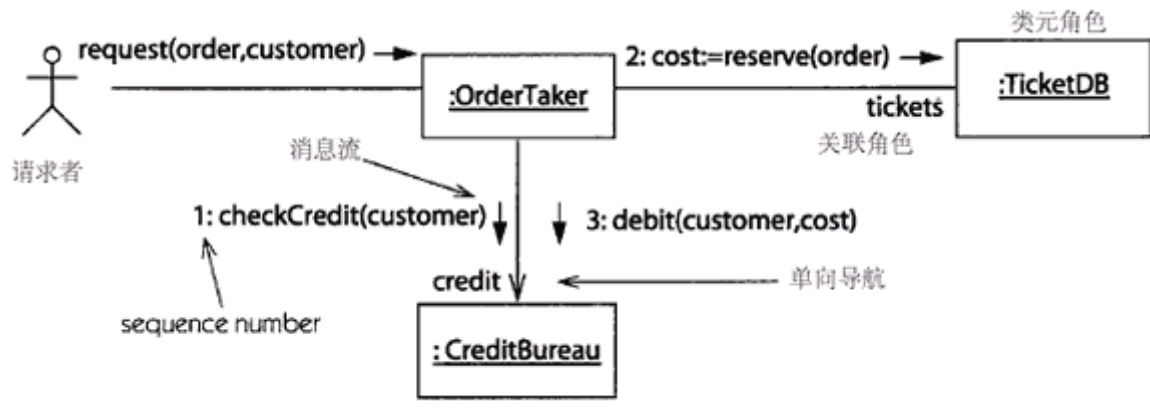 类元角色
request(order,customer)
2: cost:=reserve(order)
:OrderTaker
:TicketDB
tickets
请求者
消息流
关联角色
1: checkCredit(customer)
3: debit(customer,cost)
credit
单向导航
sequence number
: CreditBureau